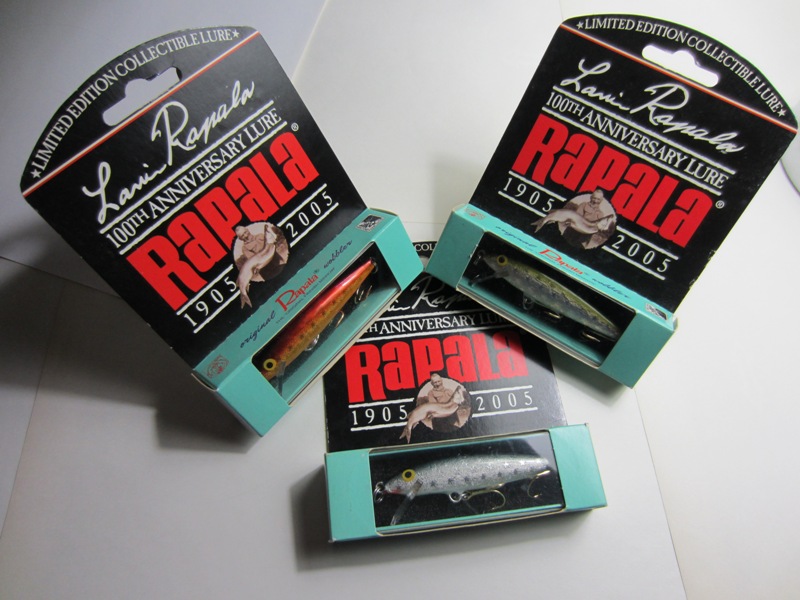 ★LIMITED EDITION COLLECTIBLE LURE★
Lauri Rapala
100TH ANNIVERSARY LURE
RAPALA®
1905 2005
original Rapala wobbler
★LIMITED EDITION COLLECTIBLE LURE★
Lauri Rapala
100TH ANNIVERSARY LURE
RAPALA®
1905 2005
original Rapala wobbler
COLLECTIBLE
TH ANNIVERSARY LURE
RAPALA
1905 2005